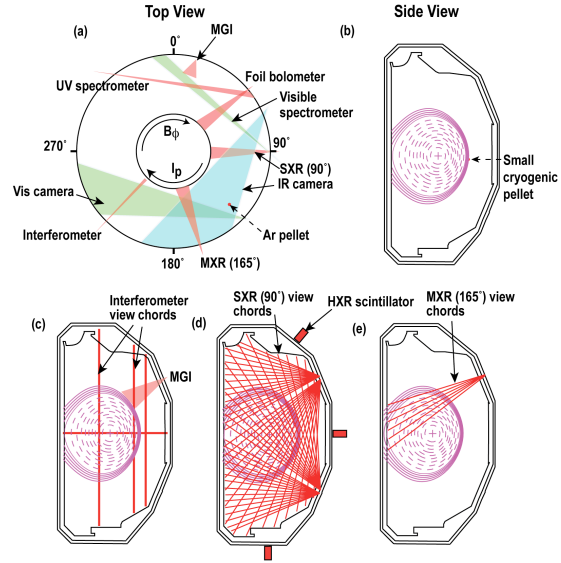 Top View
Side View
(a)
0˚
MGI
(b)
UV spectrometer
Foil bolometer
Visible
spectrometer
Bϕ
270˚
90˚
Ip
SXR (90˚)
IR camera
Small
cryogenic
pellet
Vis camera
Interferometer
Ar pellet
180˚
MXR (165˚)
(c)
Interferometer
view chords
(d)
SXR (90˚) view
chords
HXR scintillator
(e)
MXR (165˚) view
chords
MGI